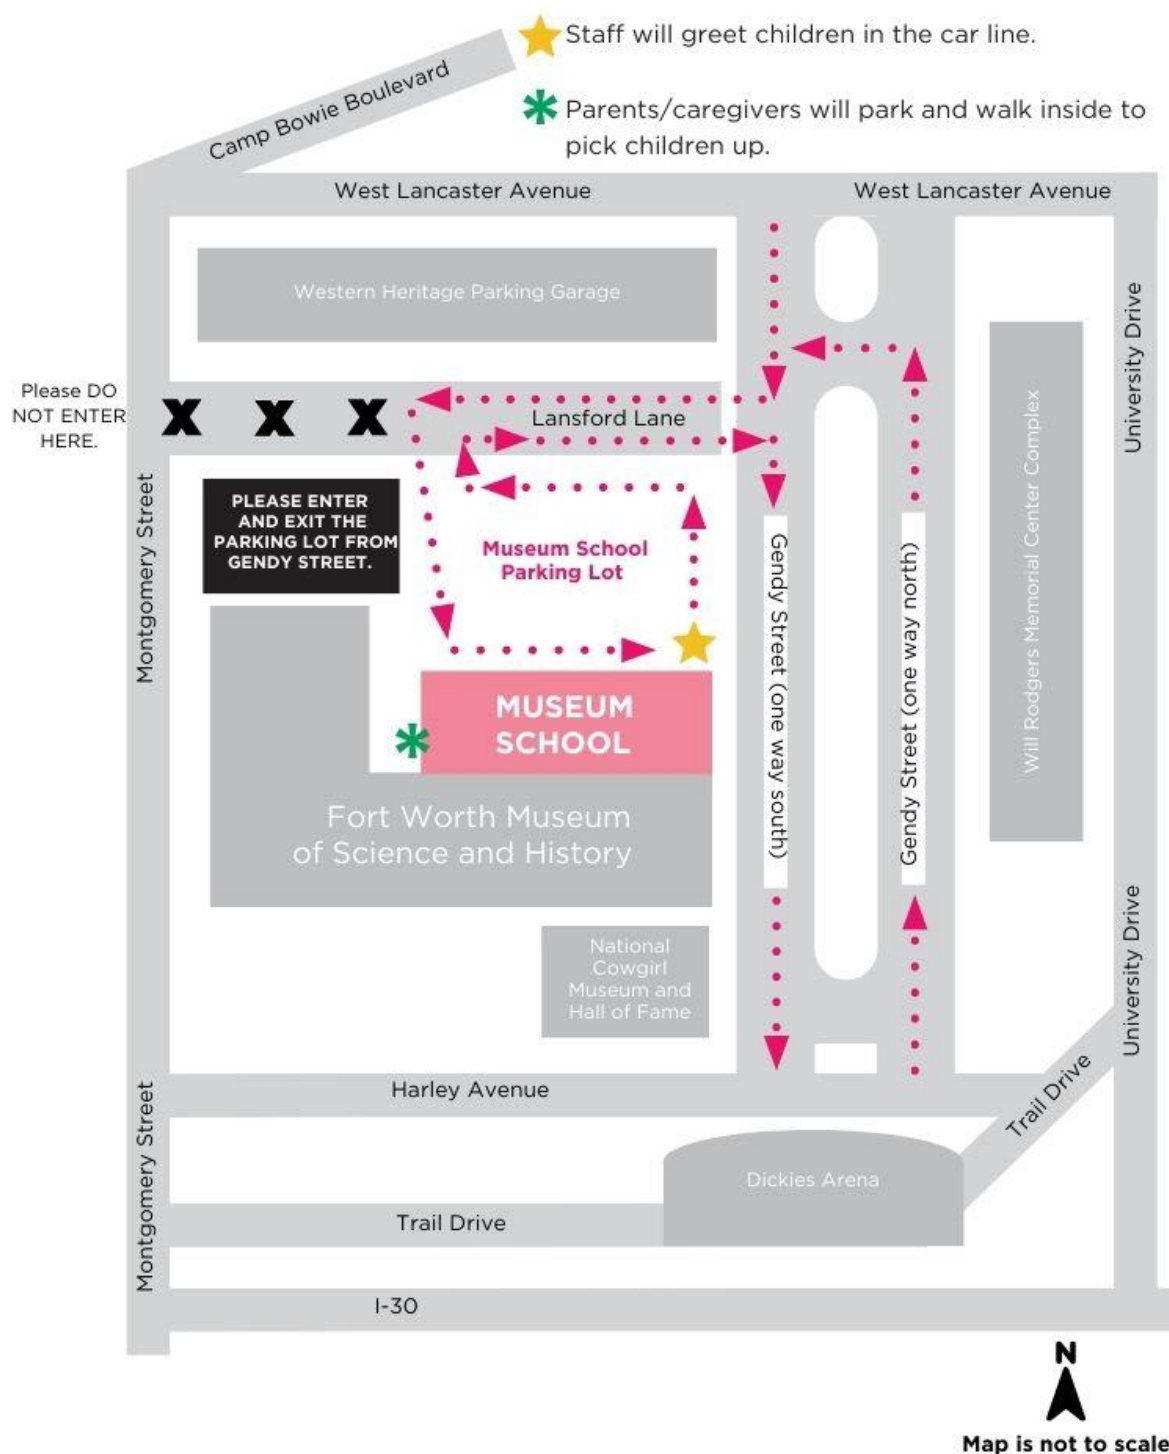 Staff will greet children in the car line.
Parents/caregivers will park and walk inside to
pick children up.
Camp Bowie Boulevard
West Lancaster Avenue
West Lancaster Avenue
Western Heritage Parking Garage
University Drive
Please DO
NOT ENTER
HERE.
X X X
Lansford Lane
Will Rodgers Memorial Center Complex
Montgomery Street
PLEASE ENTER
AND EXIT THE
PARKING LOT FROM
GENDY STREET.
Museum School
Parking Lot
Gendy Street (one way south)
Gendy Street (one way north)
MUSEUM
SCHOOL
Fort Worth Museum
of Science and History
National
Cowgirl
Museum and
Hall of Fame
University Drive
Harley Avenue
Trail Drive
Montgomery Street
Dickies Arena
Trail Drive
I-30
N
Map is not to scale